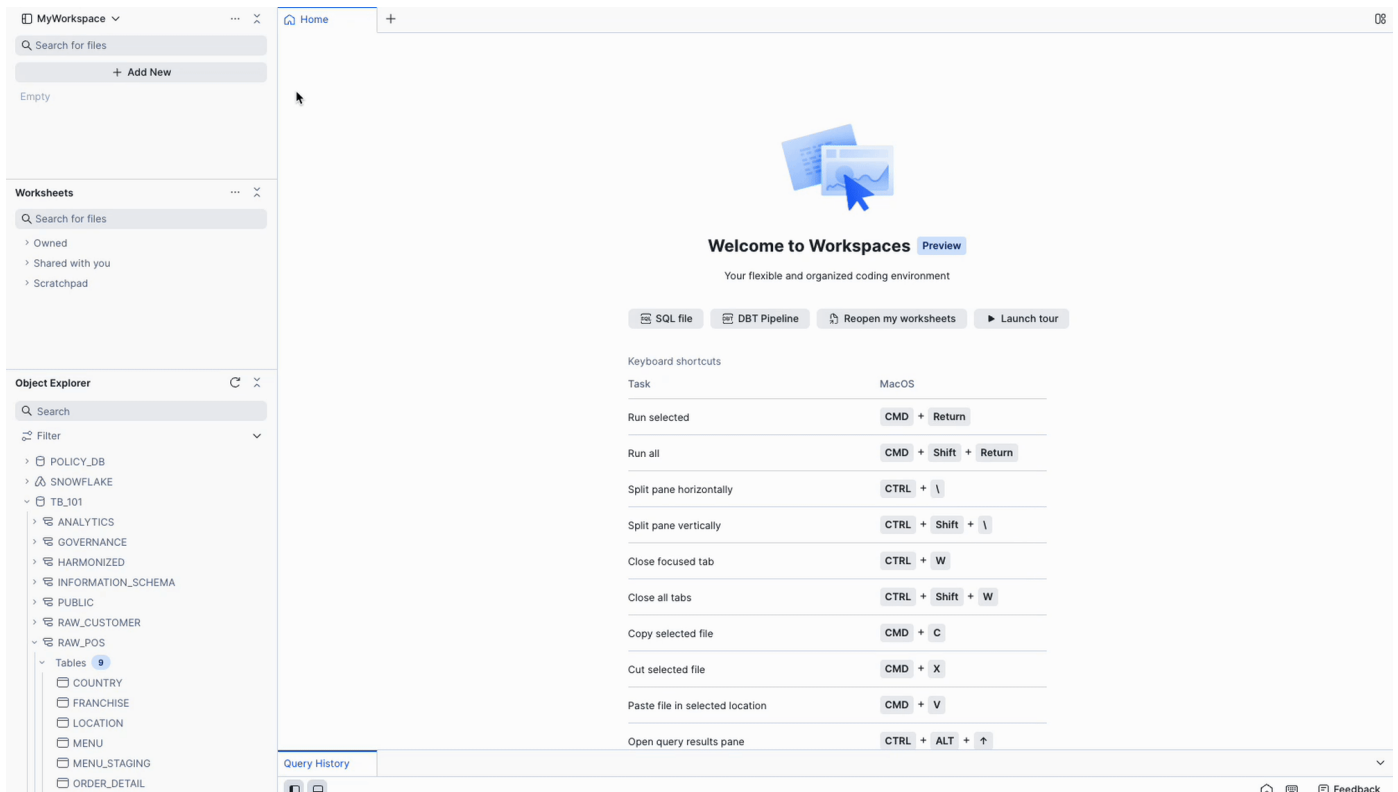 MyWorkspace
Search for files
+ Add New
Empty
Worksheets
Search for files
Owned
Shared with you
Scratchpad
Object Explorer
Search
Filter
POLICY_DB
SNOWFLAKE
TB_101
ANALYTICS
GOVERNANCE
HARMONIZED
INFORMATION_SCHEMA
PUBLIC
RAW_CUSTOMER
RAW_POS
Tables 9
COUNTRY
FRANCHISE
LOCATION
MENU
MENU_STAGING
ORDER_DETAIL
Home
Welcome to Workspaces Preview
Your flexible and organized coding environment
SQL file DBT Pipeline Reopen my worksheets Launch tour
Keyboard shortcuts
Task MacOS
Run selected CMD + Return
Run all CMD + Shift + Return
Split pane horizontally CTRL + \
Split pane vertically CTRL + Shift + \
Close focused tab CTRL + W
Close all tabs CTRL + Shift + W
Copy selected file CMD + C
Cut selected file CMD + X
Paste file in selected location CMD + V
Open query results pane CTRL + ALT + ↑
Query History
Feedback